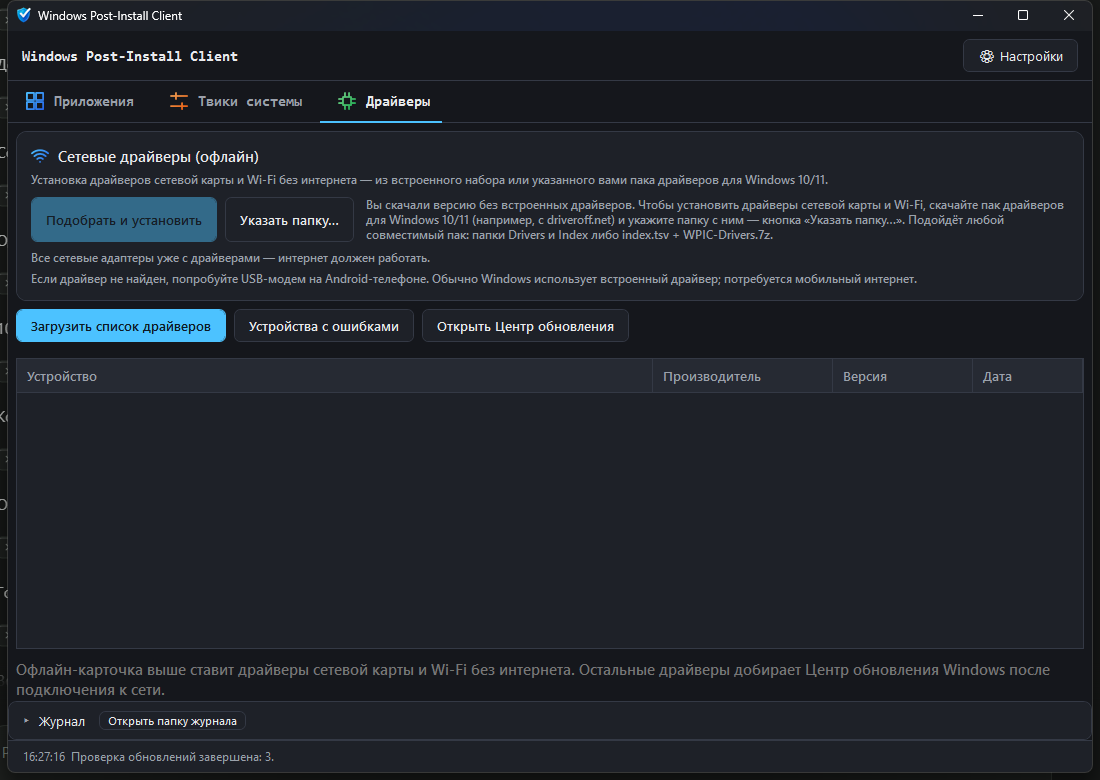 Windows Post-Install Client
Windows Post-Install Client
Настройки
Приложения
Твики системы
Драйверы
Сетевые драйверы (офлайн)
Установка драйверов сетевой карты и Wi-Fi без интернета — из встроенного набора или указанного вами пака драйверов для Windows 10/11.
Подобрать и установить
Указать папку...
Вы скачали версию без встроенных драйверов. Чтобы установить драйверы сетевой карты и Wi-Fi, скачайте пак драйверов
для Windows 10/11 (например, с driveroff.net) и укажите папку с ним — кнопка «Указать папку...». Подойдёт любой
совместимый пак: папки Drivers и Index либо index.tsv + WPIC-Drivers.7z.
Все сетевые адаптеры уже с драйверами — интернет должен работать.
Если драйвер не найден, попробуйте USB-модем на Android-телефоне. Обычно Windows использует встроенный драйвер; потребуется мобильный интернет.
Загрузить список драйверов
Устройства с ошибками
Открыть Центр обновления
Устройство
Производитель
Версия
Дата
Офлайн-карточка выше ставит драйверы сетевой карты и Wi-Fi без интернета. Остальные драйверы добирает Центр обновления Windows после
подключения к сети.
Журнал
Открыть папку журнала
16:27:16 Проверка обновлений завершена: 3.